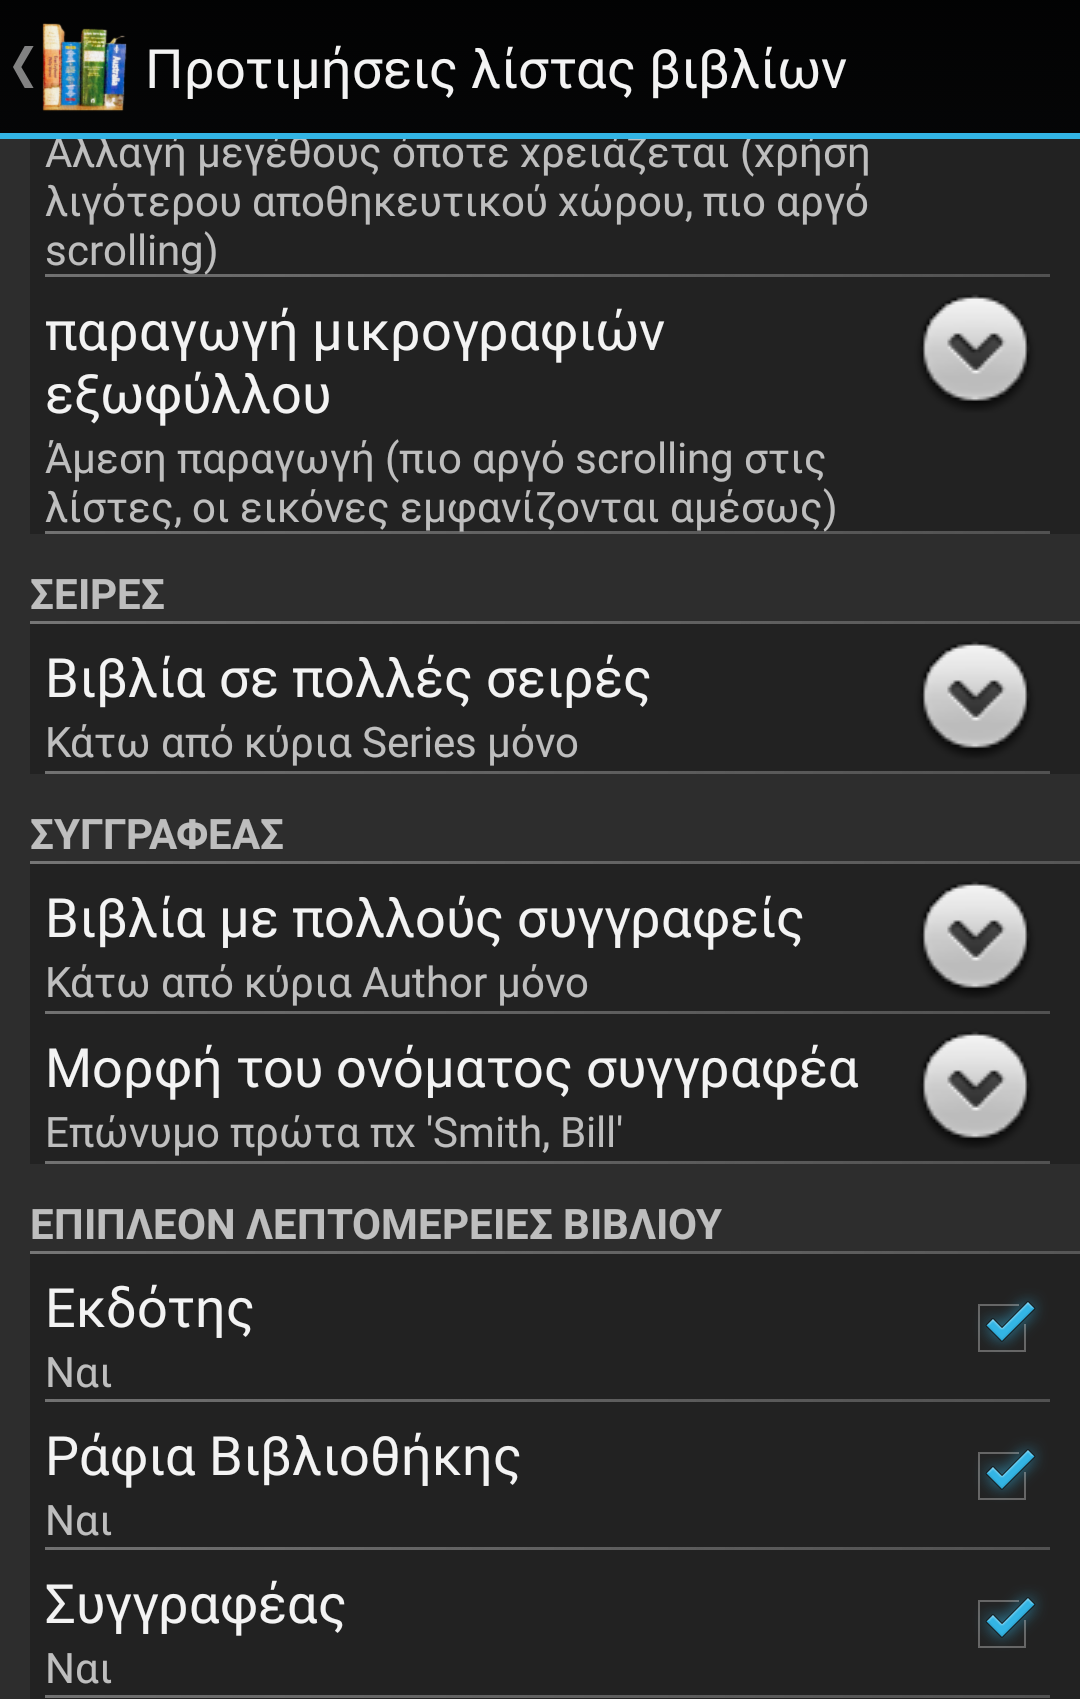 Προτιμήσεις λίστας βιβλίων
Αλλαγή μεγέθους όποτε χρειάζεται (χρήση
λιγότερου αποθηκευτικού χώρου, πιο αργό
scrolling)
παραγωγή μικρογραφιών
εξωφύλλου
Άμεση παραγωγή (πιο αργό scrolling στις
λίστες, οι εικόνες εμφανίζονται αμέσως)
ΣΕΙΡΕΣ
Βιβλία σε πολλές σειρές
Κάτω από κύρια Series μόνο
ΣΥΓΓΡΑΦΕΑΣ
Βιβλία με πολλούς συγγραφείς
Κάτω από κύρια Author μόνο
Μορφή του ονόματος συγγραφέα
Επώνυμο πρώτα πχ 'Smith, Bill'
ΕΠΙΠΛΕΟΝ ΛΕΠΤΟΜΕΡΕΙΕΣ ΒΙΒΛΙΟΥ
Εκδότης
Ναι
Ράφια Βιβλιοθήκης
Ναι
Συγγραφέας
Ναι